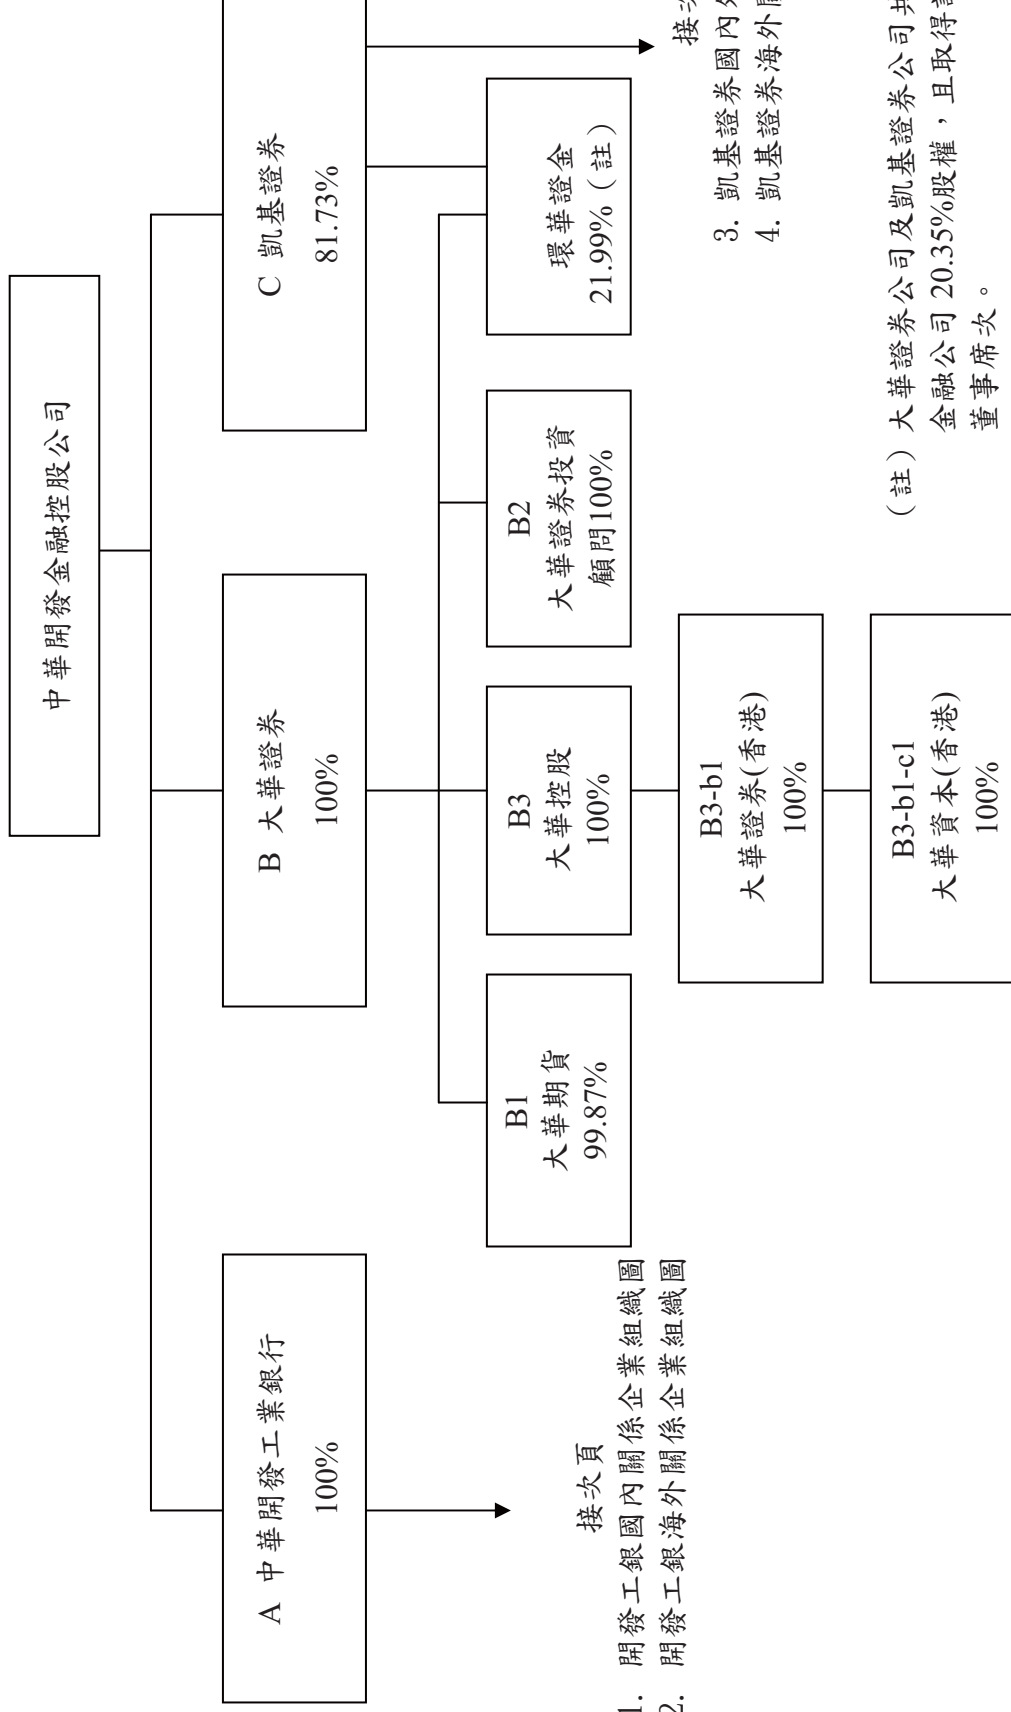 中華開發金融控股公司
A 中華開發工業銀行
100%
B 大華證券
100%
C 凱基證券
81.73%
B1
大華期貨
99.87%
B3
大華控股
100%
B2
大華證券投資
顧問100%
環華證金
21.99%（註）
B3-b1
大華證券(香港)
100%
B3-b1-c1
大華資本(香港)
100%
接次頁
1. 開發工銀國內關係企業組織圖
2. 開發工銀海外關係企業組織圖
接次
3. 凱基證券國內
4. 凱基證券海外
（註）大華證券公司及凱基證券公司共
金融公司 20.35%股權，且取得
董事席次。